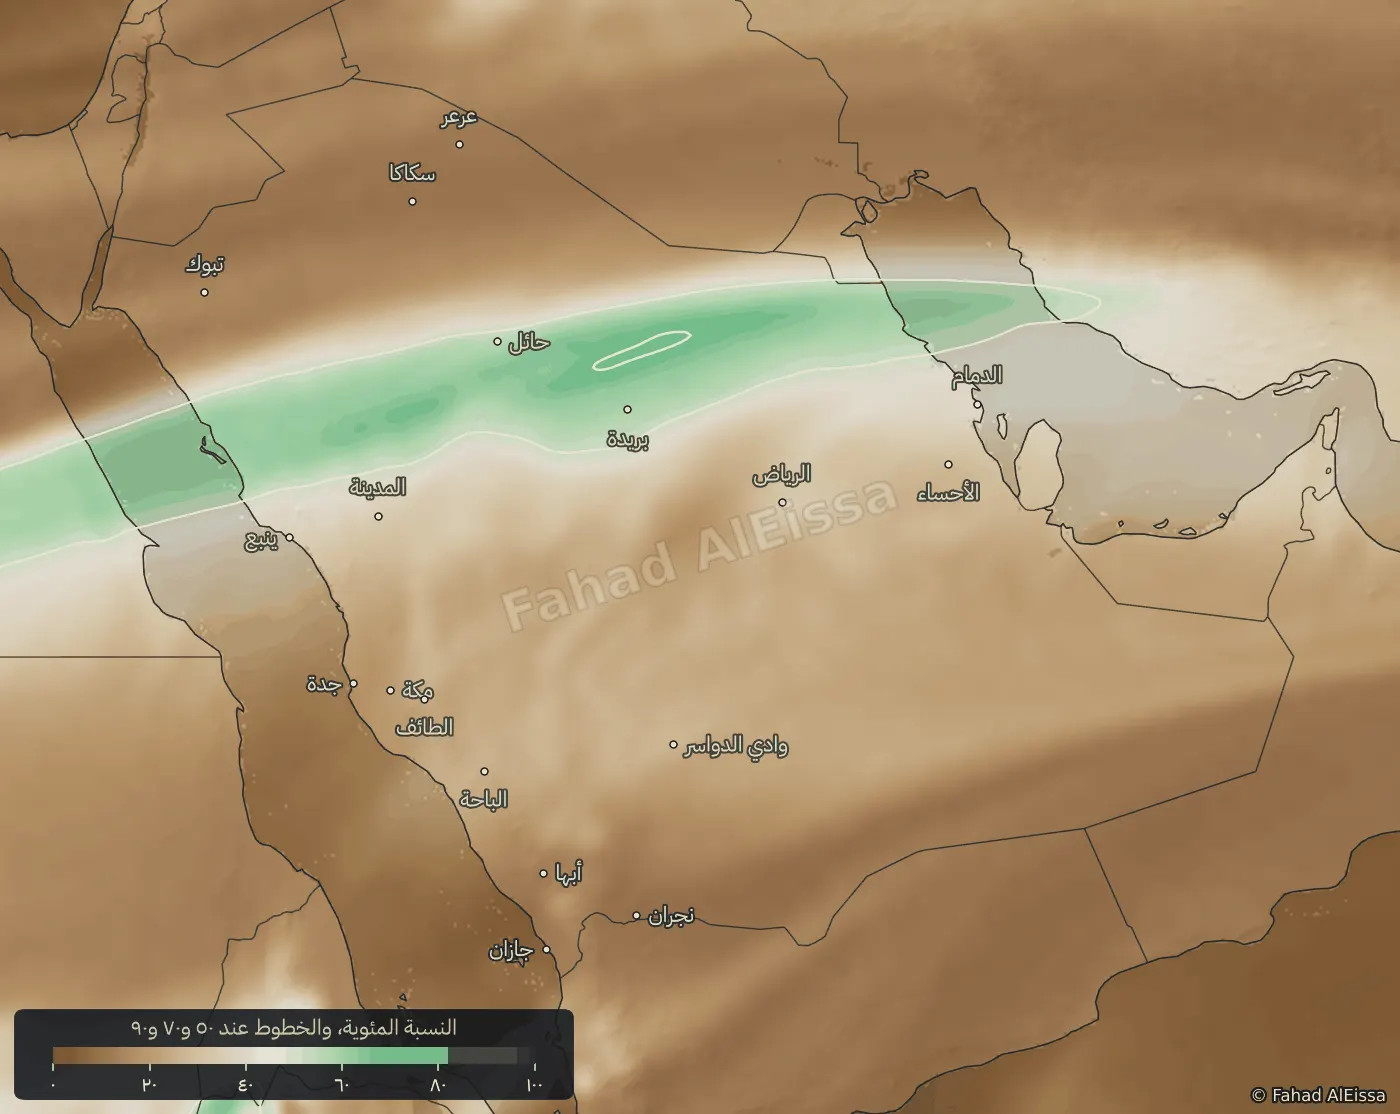 عرعر
سكاكا
تبوك
حائل
الدمام
بريدة
الرياض
المدينة
الأحساء
ينبع
Fahad AlEissa
جدة
مكة
الطائف
وادي الدواسر
الباحة
أبها
نجران
جازان
النسبة المئوية، والخطوط عند ٥٠ و٧٠ و٩٠
٠ ٢٠ ٤٠ ٦٠ ٨٠ ١٠٠
© Fahad AlEissa